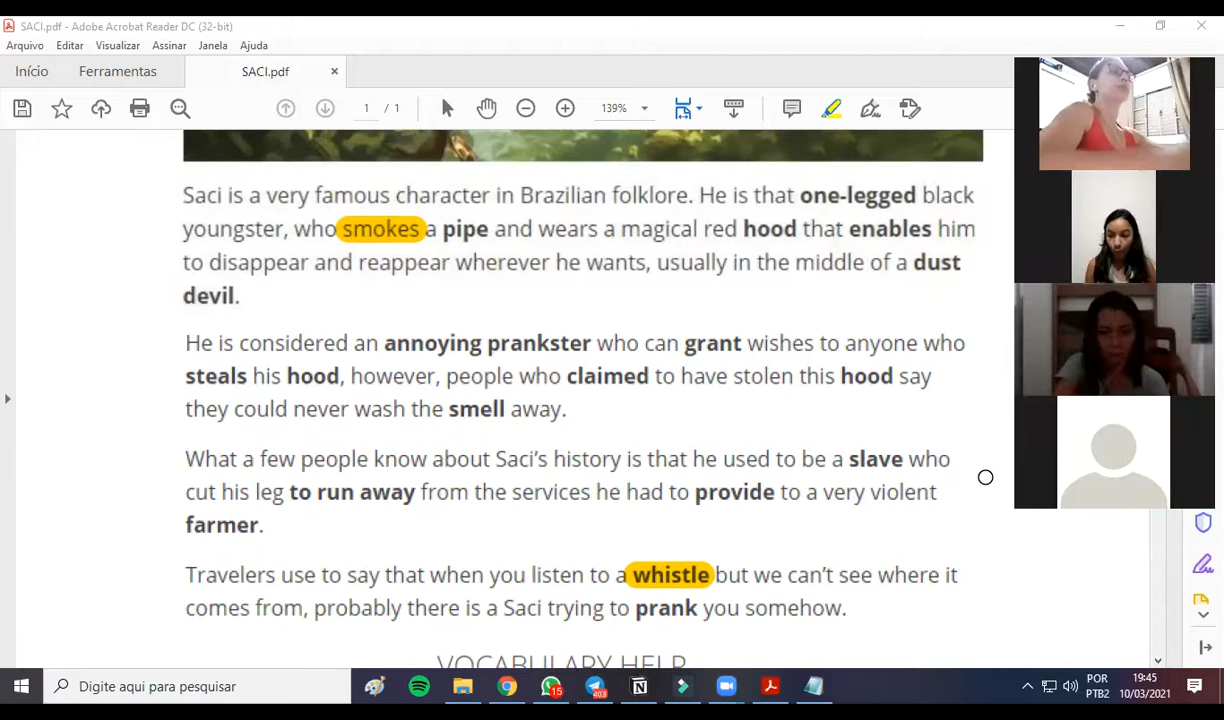 SACI.pdf - Adobe Acrobat Reader DC (32-bit)
Arquivo Editar Visualizar Assinar Janela Ajuda
Início Ferramentas SACI.pdf ×
1 / 1 139%
Saci is a very famous character in Brazilian folklore. He is that one-legged black
youngster, who smokes a pipe and wears a magical red hood that enables him
to disappear and reappear wherever he wants, usually in the middle of a dust
devil.
He is considered an annoying prankster who can grant wishes to anyone who
steals his hood, however, people who claimed to have stolen this hood say
they could never wash the smell away.
What a few people know about Saci's history is that he used to be a slave who
cut his leg to run away from the services he had to provide to a very violent
farmer.
Travelers use to say that when you listen to a whistle but we can't see where it
comes from, probably there is a Saci trying to prank you somehow.
VOCABULARY HELP
Digite aqui para pesquisar
15
403
POR
PTB2
19:45
10/03/2021